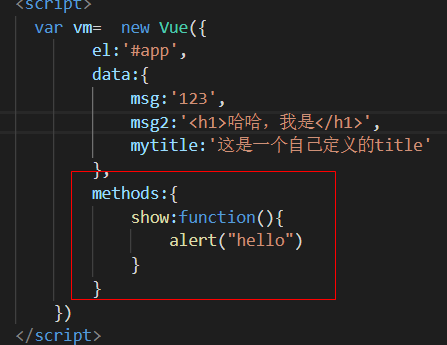 <script>
var vm=  new Vue({
el:'#app',
data:{
msg:'123',
msg2:'<h1>哈哈，我是</h1>',
mytitle:'这是一个自己定义的title'
},
methods:{
show:function(){
alert("hello")
}
}
})
</script>